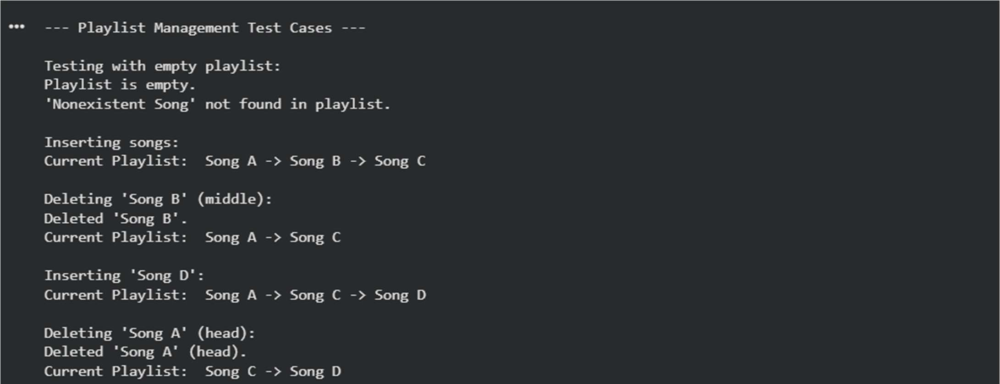 --- Playlist Management Test Cases ---
Testing with empty playlist:
Playlist is empty.
'Nonexistent Song' not found in playlist.
Inserting songs:
Current Playlist:  Song A -> Song B -> Song C
Deleting 'Song B' (middle):
Deleted 'Song B'.
Current Playlist:  Song A -> Song C
Inserting 'Song D':
Current Playlist:  Song A -> Song C -> Song D
Deleting 'Song A' (head):
Deleted 'Song A' (head).
Current Playlist:  Song C -> Song D